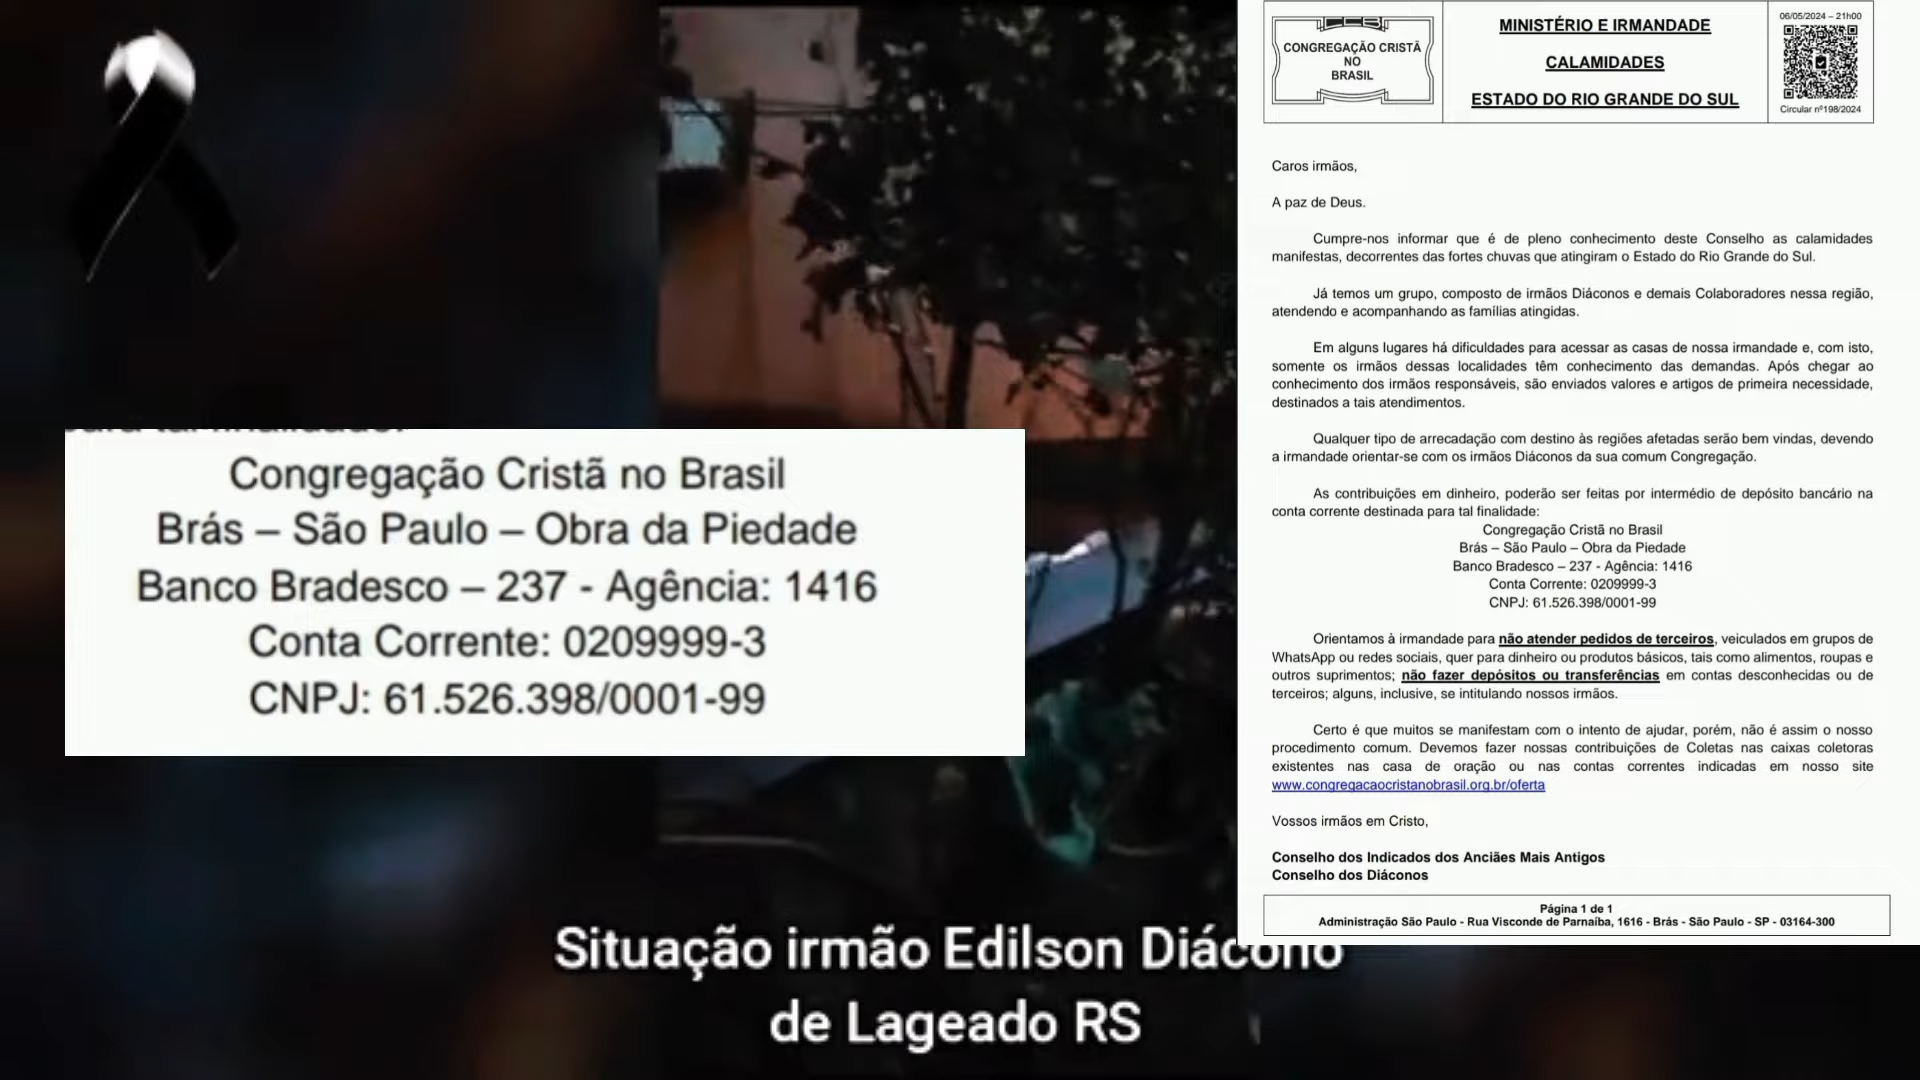 CCB
CONGREGAÇÃO CRISTÃ
NO
BRASIL
MINISTÉRIO E IRMANDADE
CALAMIDADES
ESTADO DO RIO GRANDE DO SUL
06/05/2024 – 21h00
Circular nº198/2024
Caros irmãos,
A paz de Deus.
Cumpre-nos informar que é de pleno conhecimento deste Conselho as calamidades
manifestas, decorrentes das fortes chuvas que atingiram o Estado do Rio Grande do Sul.
Já temos um grupo, composto de irmãos Diáconos e demais Colaboradores nessa região,
atendendo e acompanhando as famílias atingidas.
Em alguns lugares há dificuldades para acessar as casas de nossa irmandade e, com isto,
somente os irmãos dessas localidades têm conhecimento das demandas. Após chegar ao
conhecimento dos irmãos responsáveis, são enviados valores e artigos de primeira necessidade,
destinados a tais atendimentos.
Qualquer tipo de arrecadação com destino às regiões afetadas serão bem vindas, devendo
a irmandade orientar-se com os irmãos Diáconos da sua comum Congregação.
As contribuições em dinheiro, poderão ser feitas por intermédio de depósito bancário na
conta corrente destinada para tal finalidade:
Congregação Cristã no Brasil
Brás – São Paulo – Obra da Piedade
Banco Bradesco – 237 - Agência: 1416
Conta Corrente: 0209999-3
CNPJ: 61.526.398/0001-99
Orientamos à irmandade para não atender pedidos de terceiros, veiculados em grupos de
WhatsApp ou redes sociais, quer para dinheiro ou produtos básicos, tais como alimentos, roupas e
outros suprimentos; não fazer depósitos ou transferências em contas desconhecidas ou de
terceiros; alguns, inclusive, se intitulando nossos irmãos.
Certo é que muitos se manifestam com o intento de ajudar, porém, não é assim o nosso
procedimento comum. Devemos fazer nossas contribuições de Coletas nas caixas coletoras
existentes nas casa de oração ou nas contas correntes indicadas em nosso site
www.congregacaocristanobrasil.org.br/oferta
Vossos irmãos em Cristo,
Conselho dos Indicados dos Anciães Mais Antigos
Conselho dos Diáconos
Página 1 de 1
Administração São Paulo - Rua Visconde de Parnaíba, 1616 - Brás - São Paulo - SP - 03164-300
Congregação Cristã no Brasil
Brás – São Paulo – Obra da Piedade
Banco Bradesco – 237 - Agência: 1416
Conta Corrente: 0209999-3
CNPJ: 61.526.398/0001-99
Situação irmão Edilson Diácono
de Lageado RS